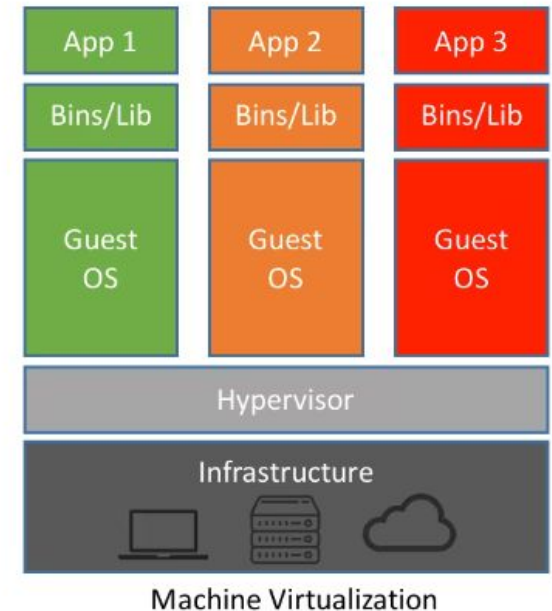 App 1
App 2
App 3
Bins/Lib
Bins/Lib
Bins/Lib
Guest
OS
Guest
OS
Guest
OS
Hypervisor
Infrastructure
Machine Virtualization